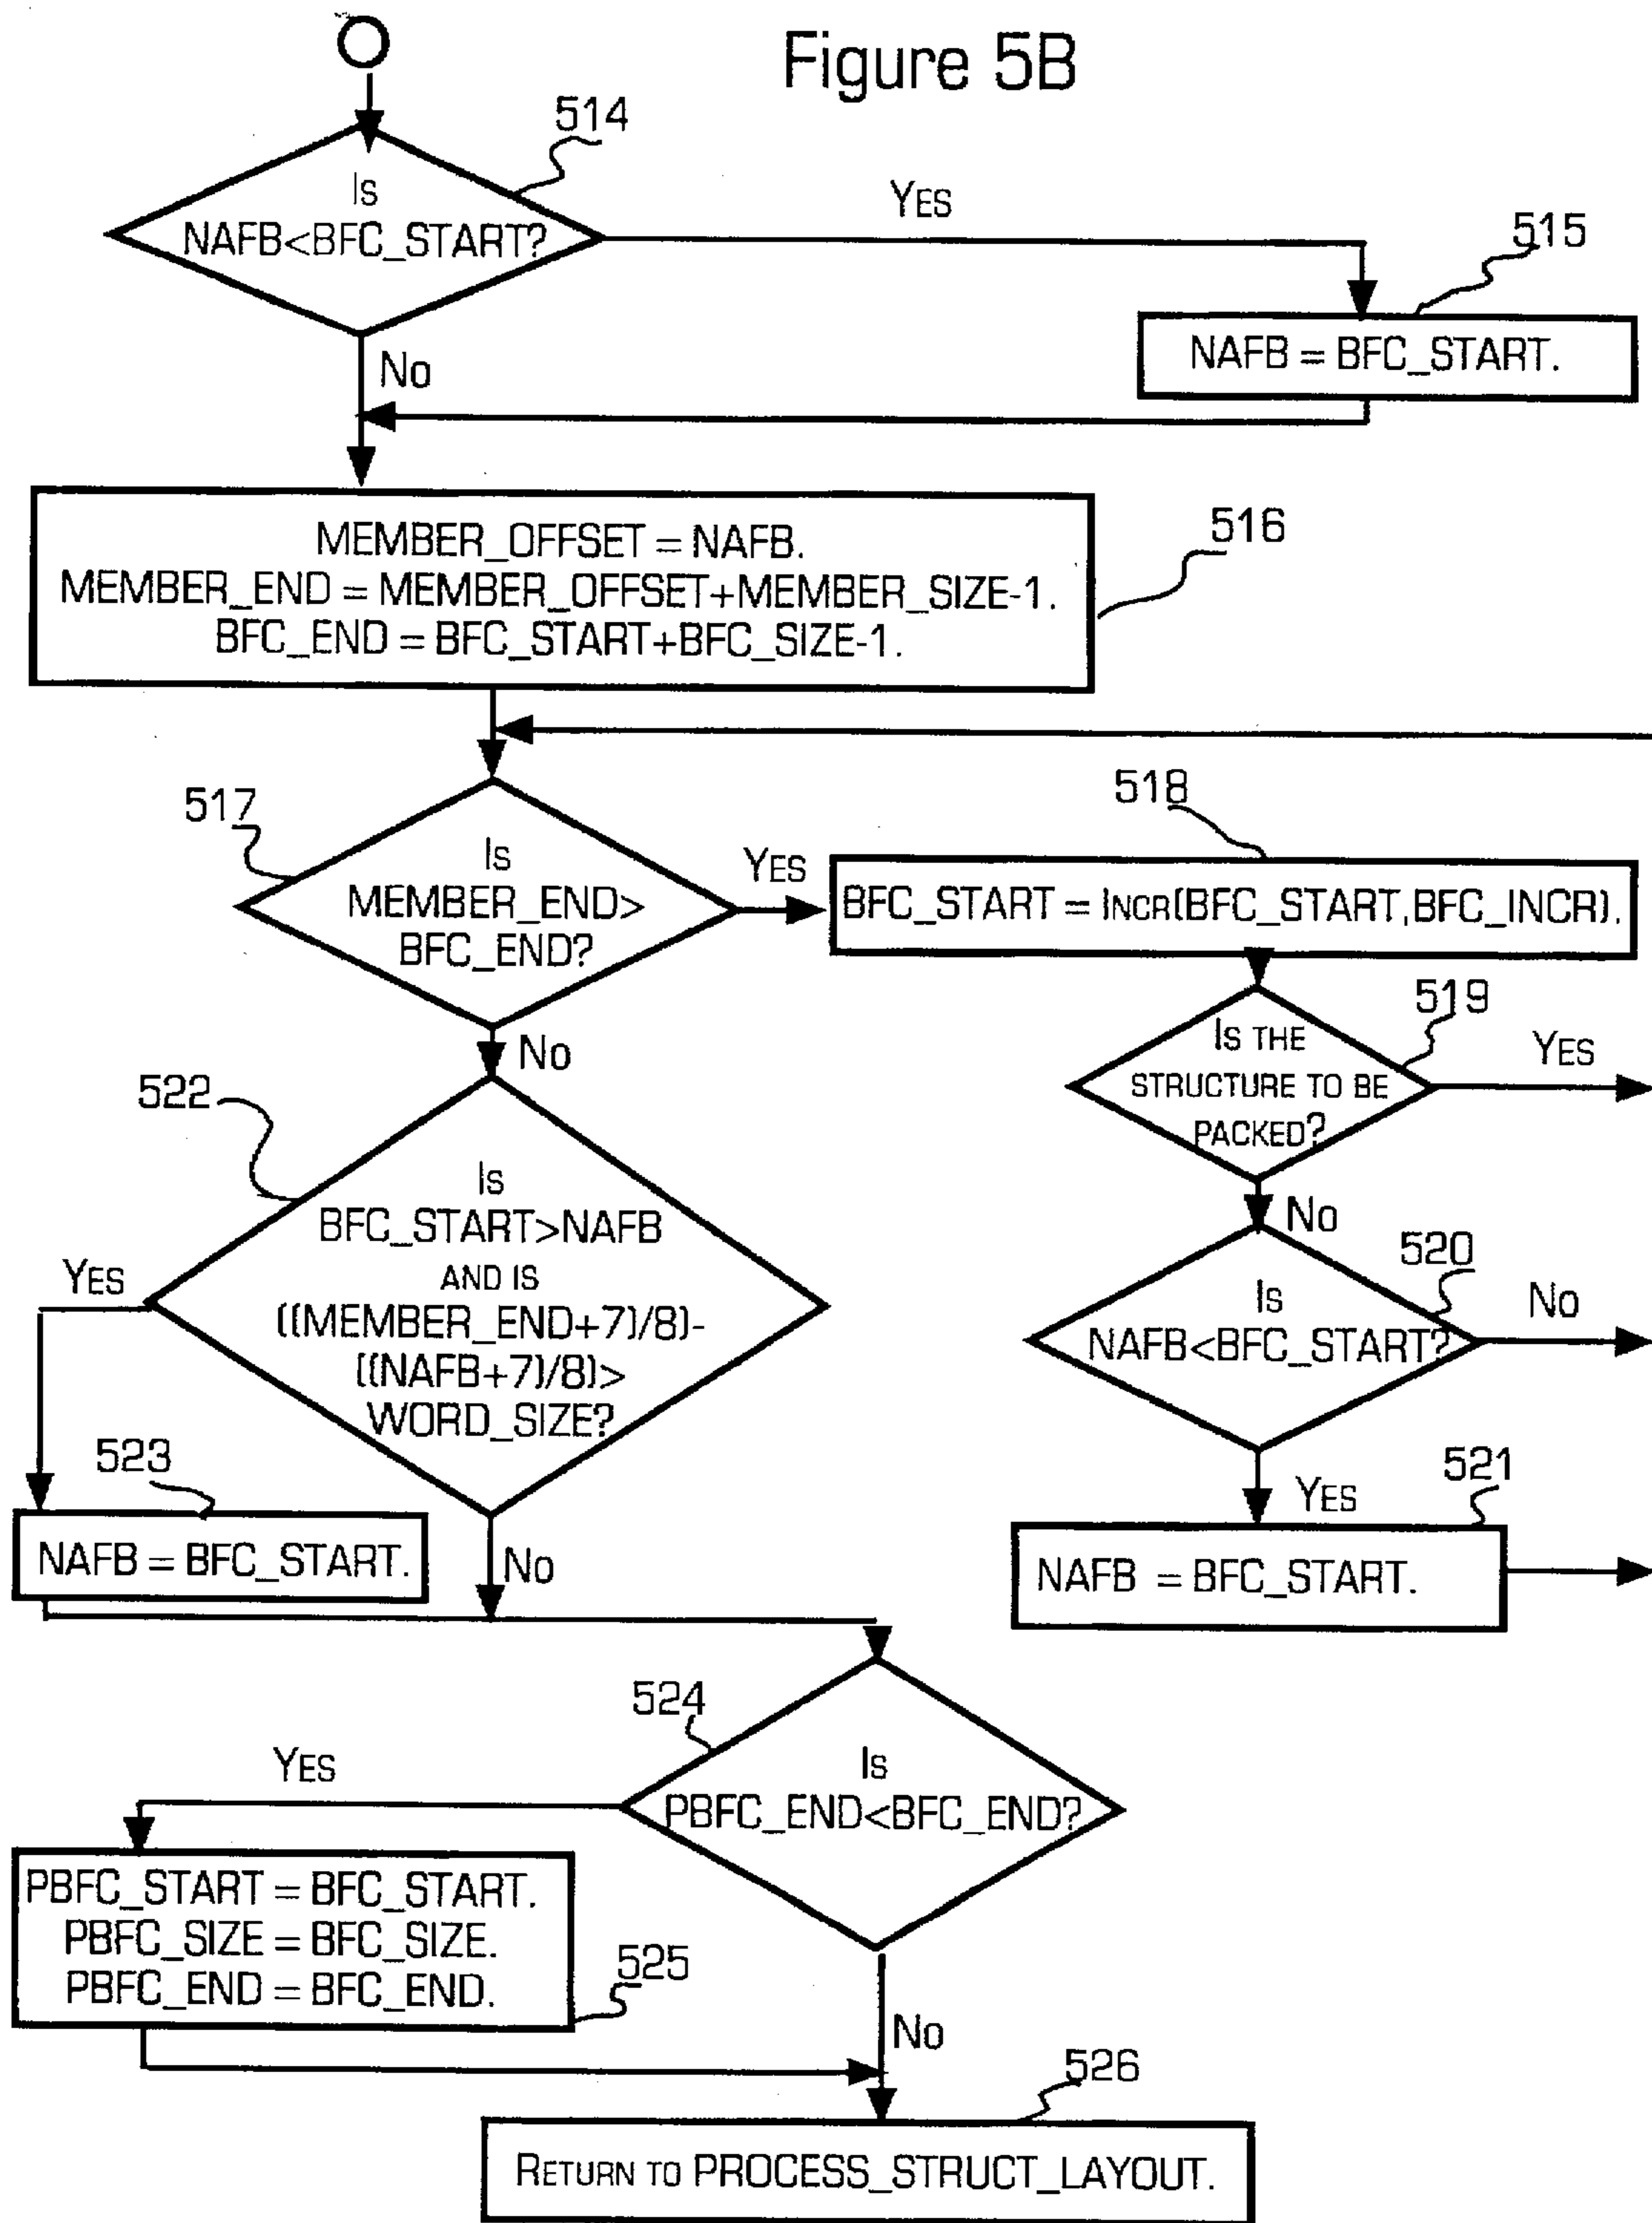 Figure 5B
514
Is
NAFB<BFC_START?
YES
515
NAFB = BFC_START.
No
MEMBER_OFFSET = NAFB.
MEMBER_END = MEMBER_OFFSET+MEMBER_SIZE-1.
BFC_END = BFC_START+BFC_SIZE-1.
516
517
Is
MEMBER_END>
BFC_END?
YES
518
BFC_START = INCR(BFC_START,BFC_INCR).
519
IS THE
STRUCTURE TO BE
PACKED?
YES
No
No
522
Is
BFC_START>NAFB
AND IS
((MEMBER_END+7)/8)-
((NAFB+7)/8)>
WORD_SIZE?
YES
520
Is
NAFB<BFC_START?
No
YES
523
NAFB = BFC_START.
No
521
NAFB = BFC_START.
524
Is
PBFC_END<BFC_END?
YES
PBFC_START = BFC_START.
PBFC_SIZE = BFC_SIZE.
PBFC_END = BFC_END.
525
No
526
RETURN TO PROCESS_STRUCT_LAYOUT.